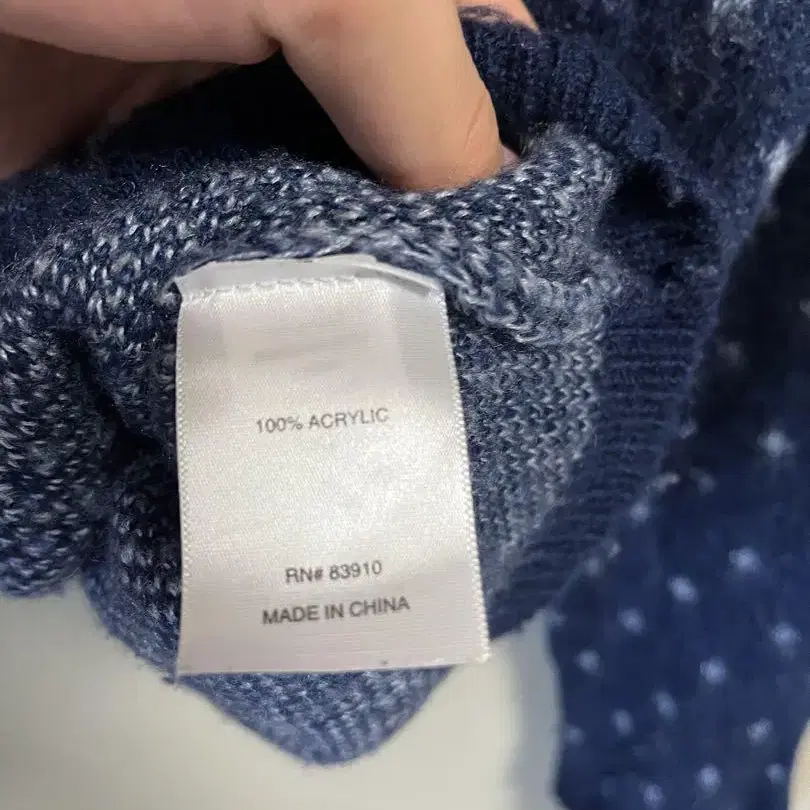 100% ACRYLIC
RN# 83910
MADE IN CHINA